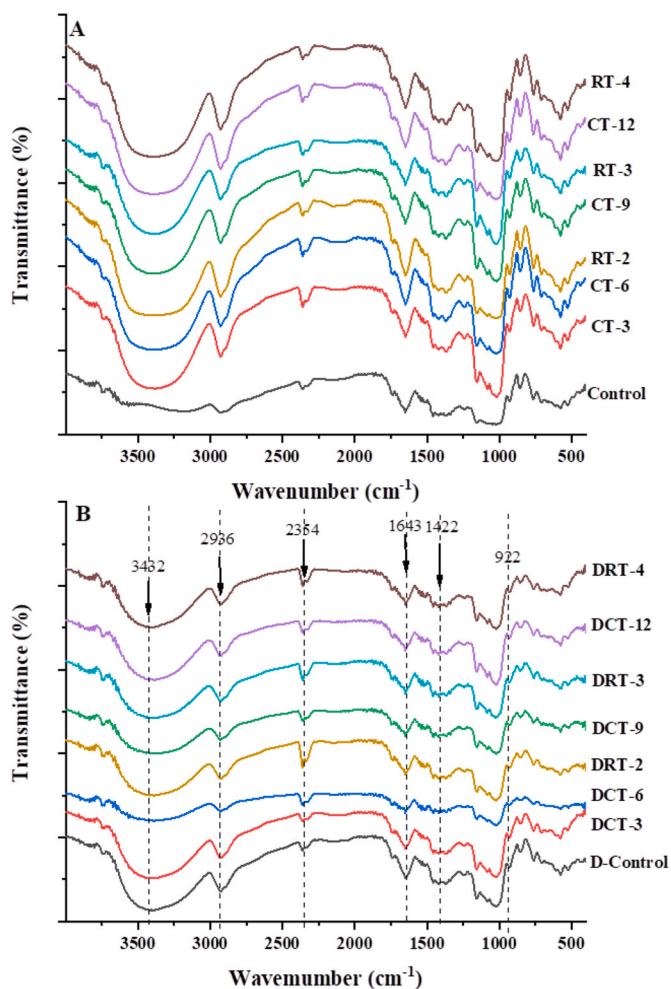 A
RT-4
CT-12
RT-3
CT-9
RT-2
CT-6
CT-3
Control
Transmittance (%)
3500 3000 2500 2000 1500 1000 500
Wavenumber (cm-1)
B
3432 2936 2354 1643 1422 922
DRT-4
DCT-12
DRT-3
DCT-9
DRT-2
DCT-6
DCT-3
D-Control
Transmittance (%)
3500 3000 2500 2000 1500 1000 500
Wavemumber (cm-1)